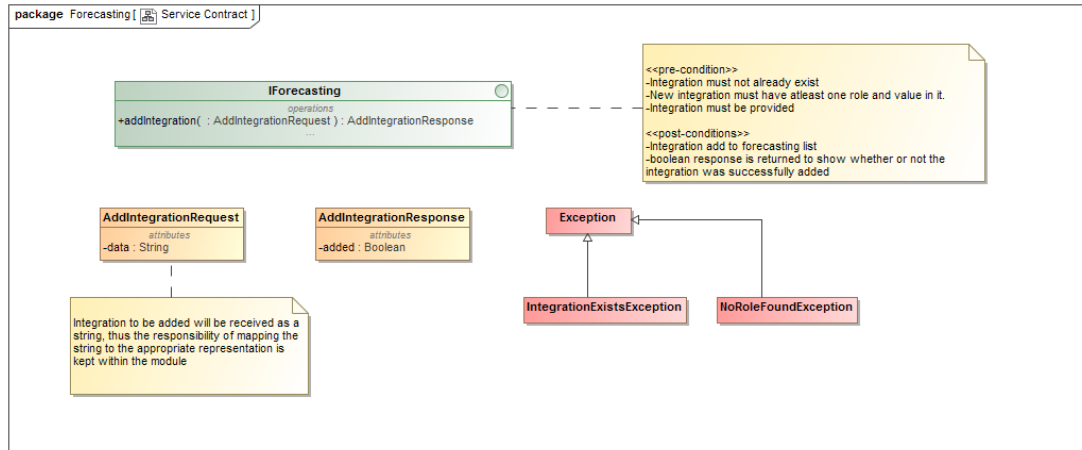 package Forecasting [ Service Contract ]
IForecasting
operations
+addIntegration( : AddIntegrationRequest ) : AddIntegrationResponse
...
<<pre-condition>>
-Integration must not already exist
-New integration must have atleast one role and value in it.
-Integration must be provided
<<post-conditions>>
-Integration add to forecasting list
-boolean response is returned to show whether or not the
integration was successfully added
AddIntegrationRequest
attributes
-data : String
AddIntegrationResponse
attributes
-added : Boolean
Exception
IntegrationExistsException
NoRoleFoundException
Integration to be added will be received as a
string, thus the responsibility of mapping the
string to the appropriate representation is
kept within the module